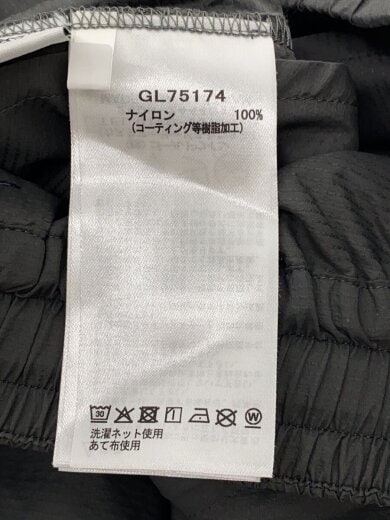 GL75174
ナイロン 100%
(コーティング等樹脂加工)
30 W
洗濯ネット使用
あて布使用